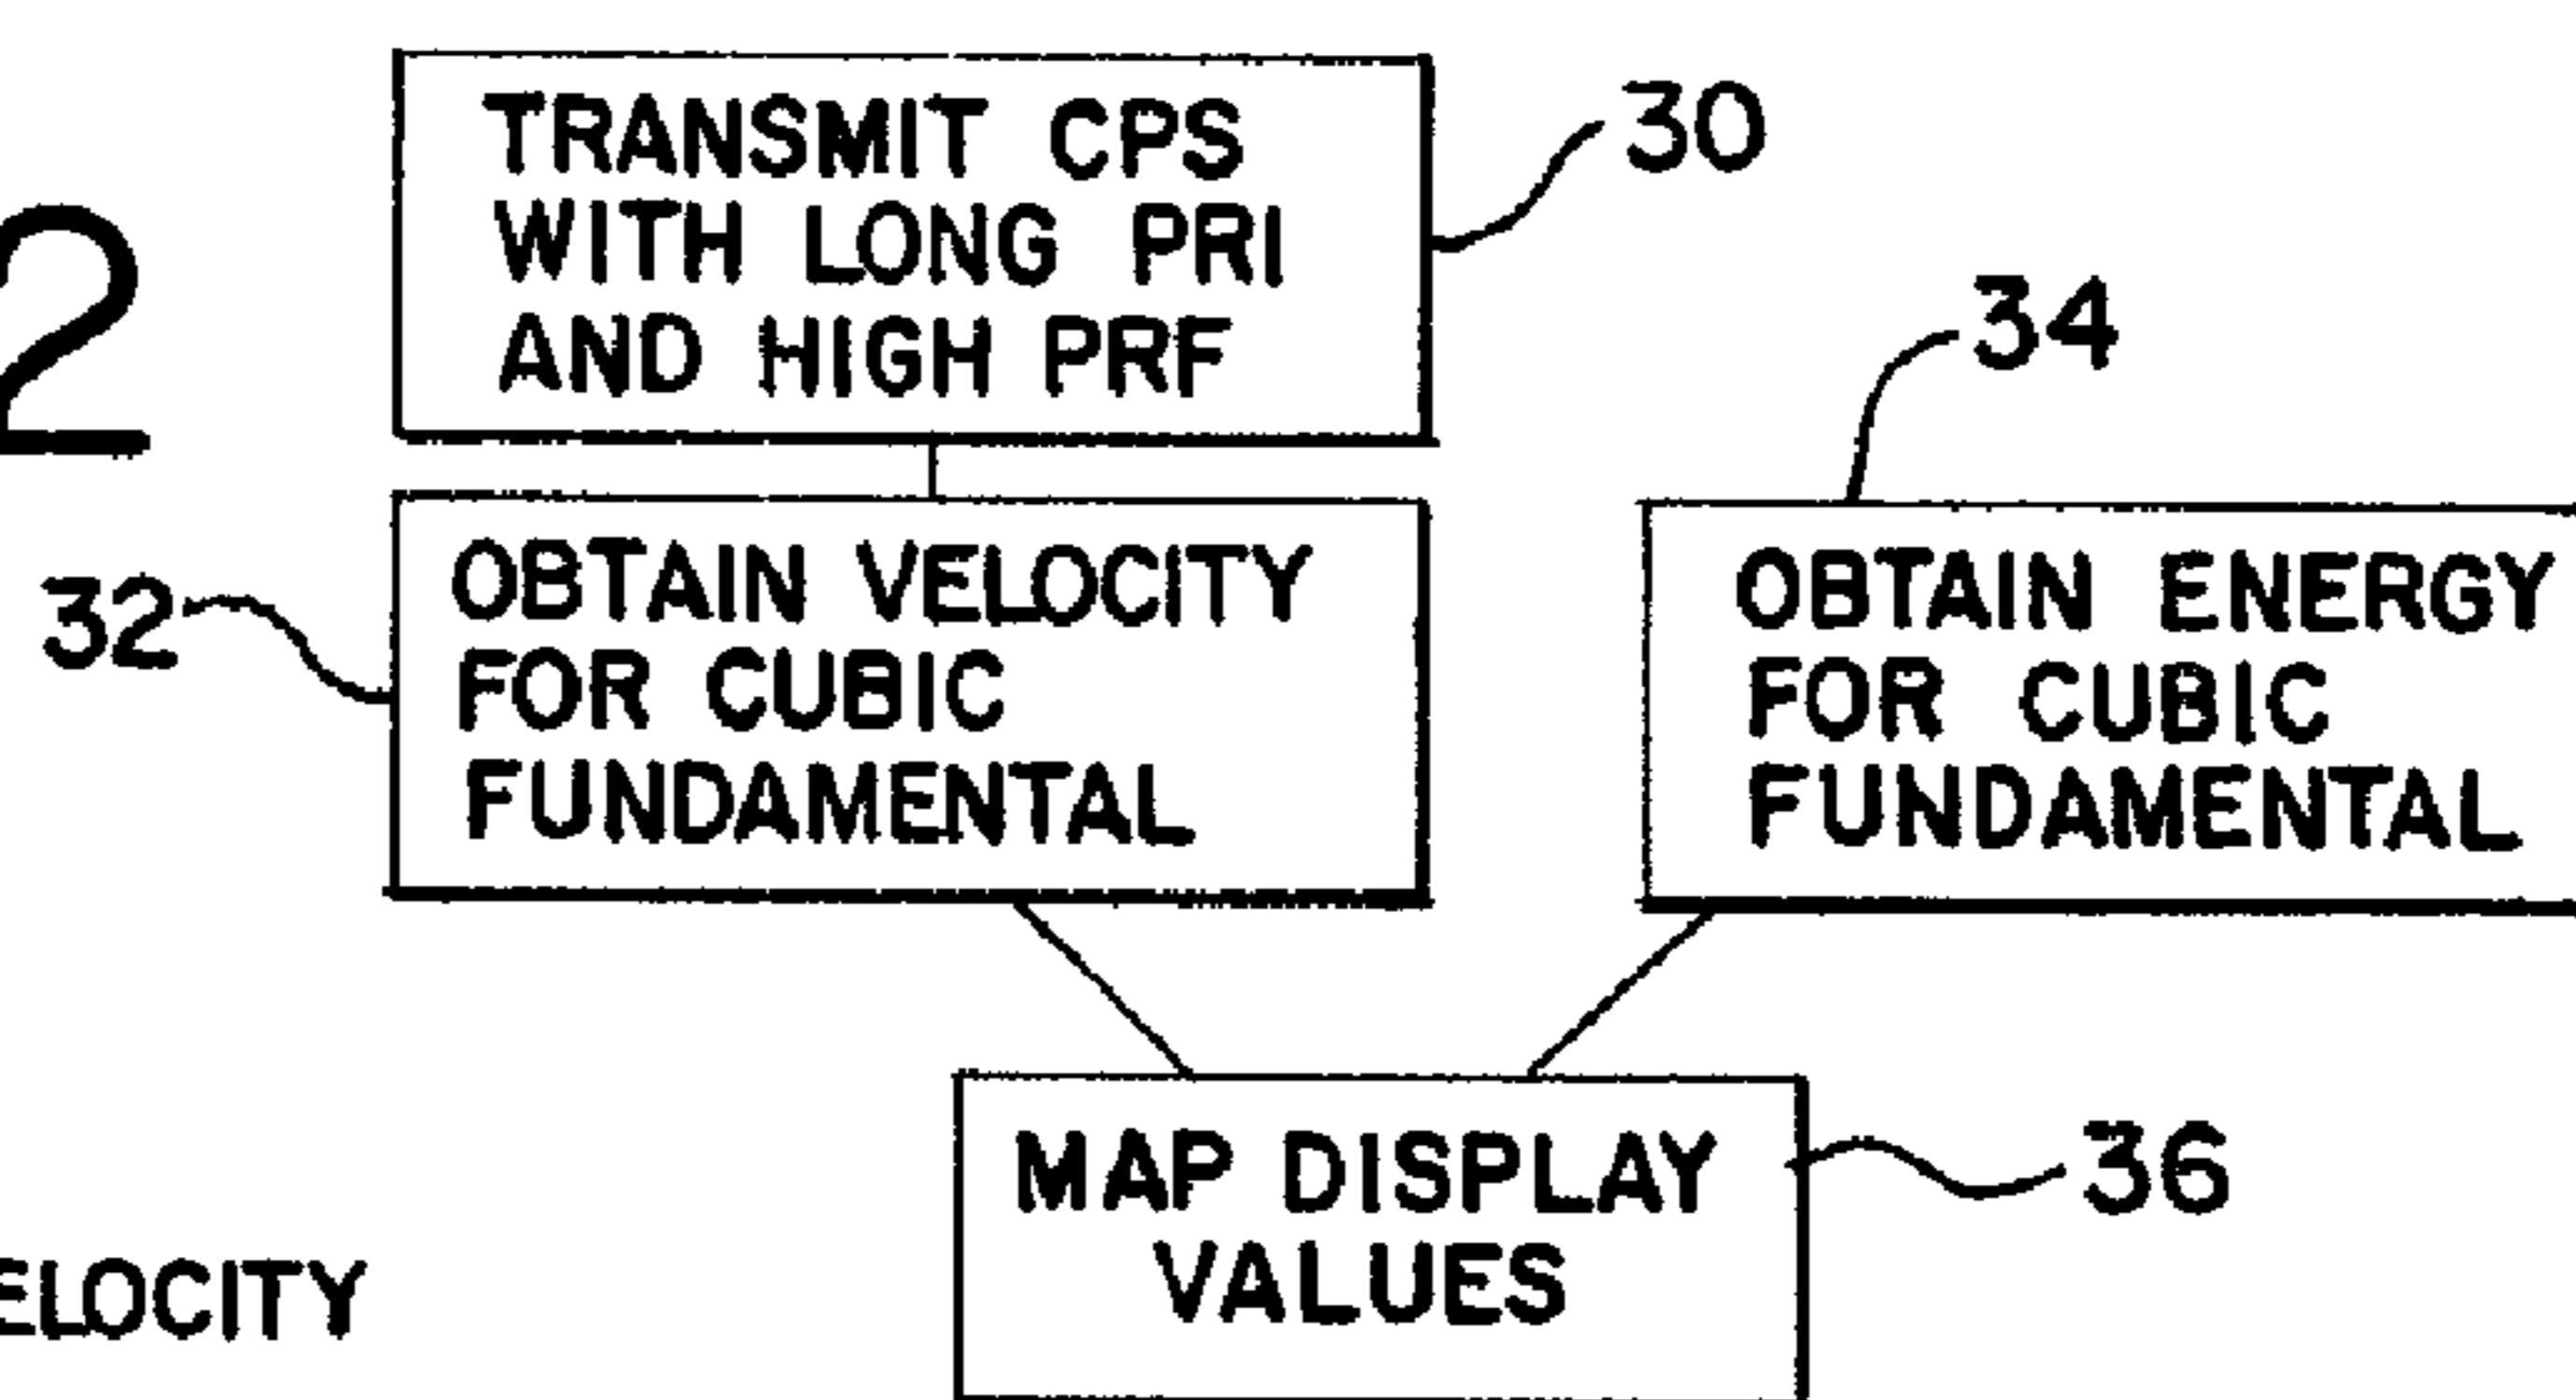 2
TRANSMIT CPS
WITH LONG PRI
AND HIGH PRF
30
34
32
OBTAIN VELOCITY
FOR CUBIC
FUNDAMENTAL
OBTAIN ENERGY
FOR CUBIC
FUNDAMENTAL
MAP DISPLAY
VALUES
36
ELOCITY